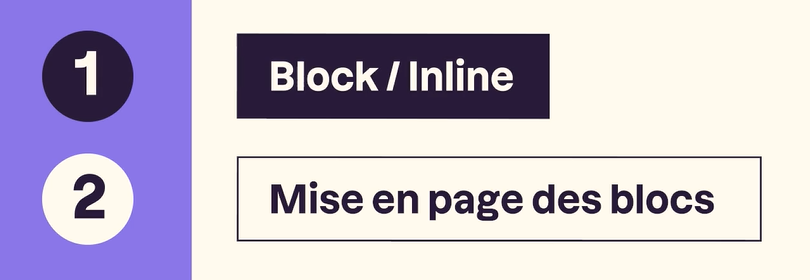 1
Block / Inline
2
Mise en page des blocs